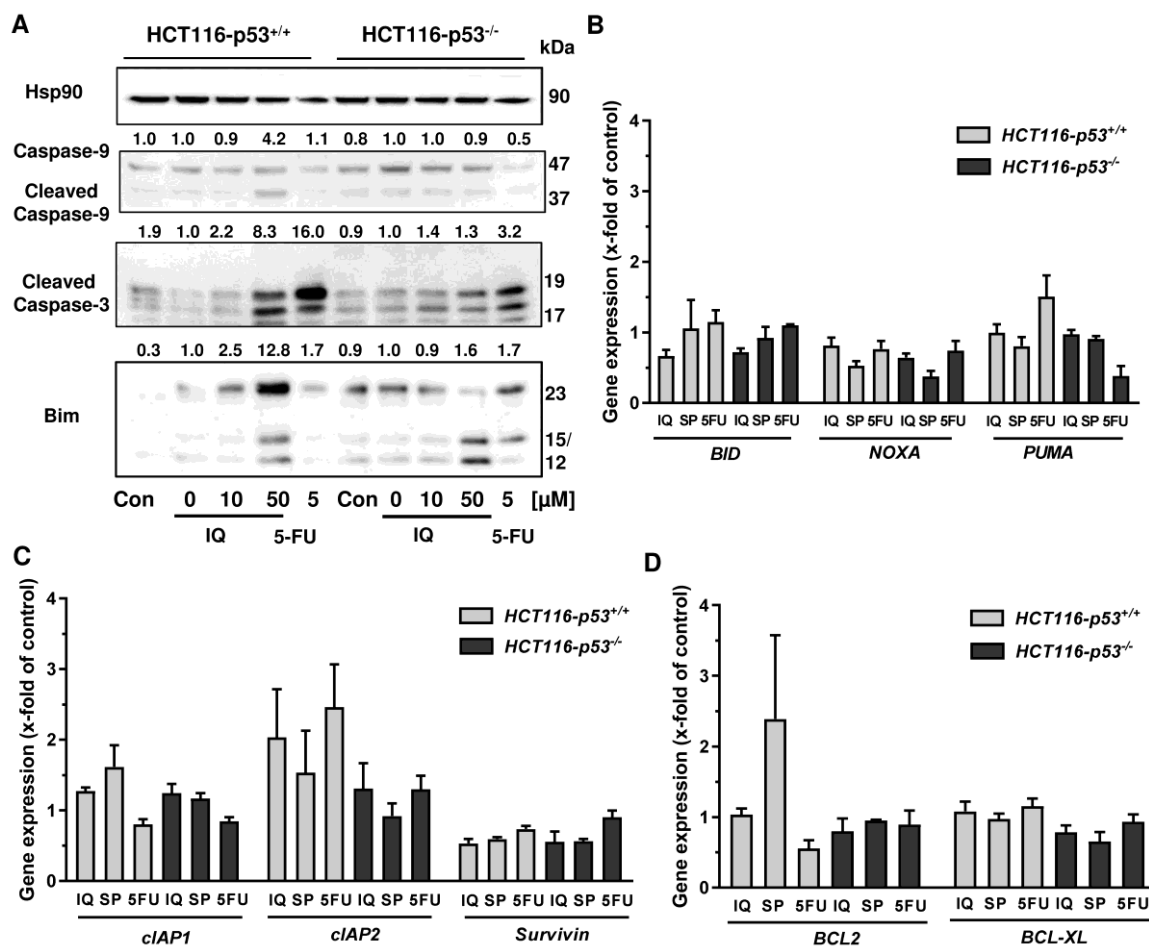 A
HCT116-p53+/+ HCT116-p53-/-
kDa
Hsp90 90
1.0 1.0 0.9 4.2 1.1 0.8 1.0 1.0 0.9 0.5
Caspase-9 47
Cleaved
Caspase-9 37
1.9 1.0 2.2 8.3 16.0 0.9 1.0 1.4 1.3 3.2
Cleaved
Caspase-3
19
17
0.3 1.0 2.5 12.8 1.7 0.9 1.0 0.9 1.6 1.7
Bim
23
15/
12
Con 0 10 50 5 Con 0 10 50 5 [µM]
IQ 5-FU IQ 5-FU
B
Gene expression (x-fold of control)
4
3
2
1
0
HCT116-p53+/+
HCT116-p53-/-
IQ SP 5FU IQ SP 5FU IQ SP 5FU IQ SP 5FU IQ SP 5FU IQ SP 5FU
BID NOXA PUMA
C
Gene expression (x-fold of control)
4
3
2
1
0
HCT116-p53+/+
HCT116-p53-/-
IQ SP 5FU IQ SP 5FU IQ SP 5FU IQ SP 5FU IQ SP 5FU IQ SP 5FU
cIAP1 cIAP2 Survivin
D
Gene expression (x-fold of control)
4
3
2
1
0
HCT116-p53+/+
HCT116-p53-/-
IQ SP 5FU IQ SP 5FU IQ SP 5FU IQ SP 5FU
BCL2 BCL-XL